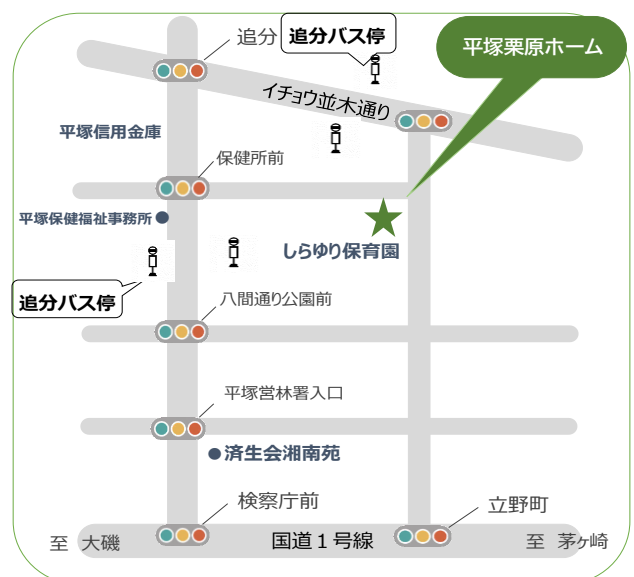 追分
追分バス停
平塚栗原ホーム
イチョウ並木通り
平塚信用金庫
保健所前
平塚保健福祉事務所
しらゆり保育園
追分バス停
八間通り公園前
平塚営林署入口
済生会湘南苑
検察庁前
立野町
至 大磯
国道１号線
至 茅ヶ崎